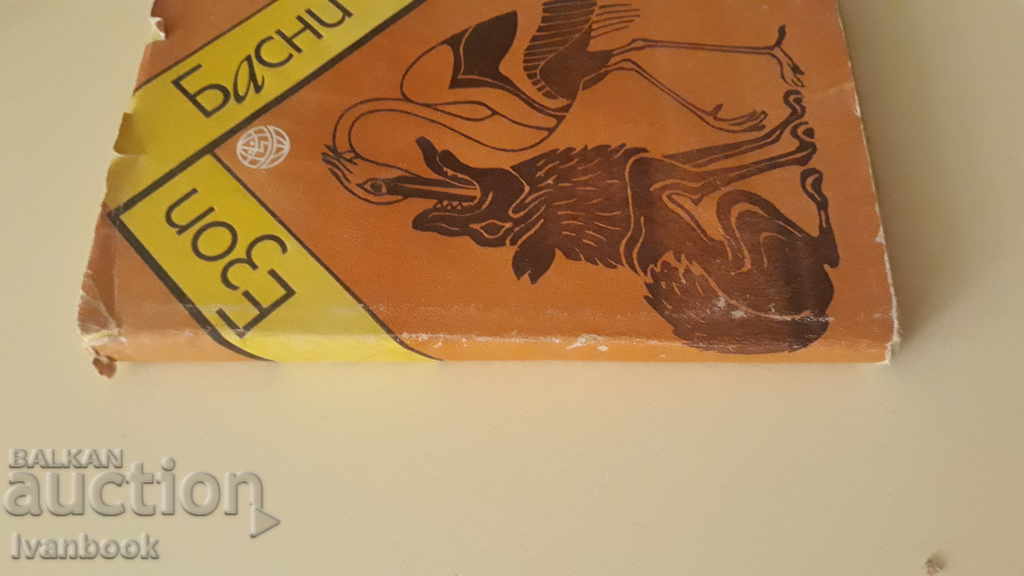 Езоп
Басни
BALKAN
auction
Ivanbook